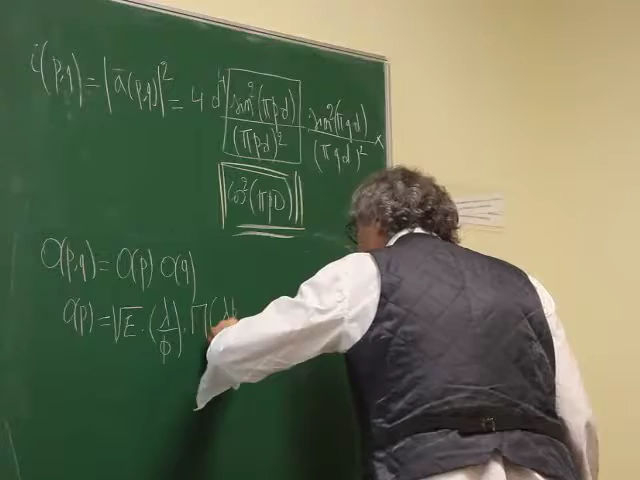 i(p,q) = |ā(p,q)|² = 4 d⁴ sin²(πpd)/(πpd)² · sin²(πqd)/(πqd)² ×
cos²(πpD)
O(p,q) = O(p) O(q)
O(p) = √E · (λ/Φ) · Π(λ